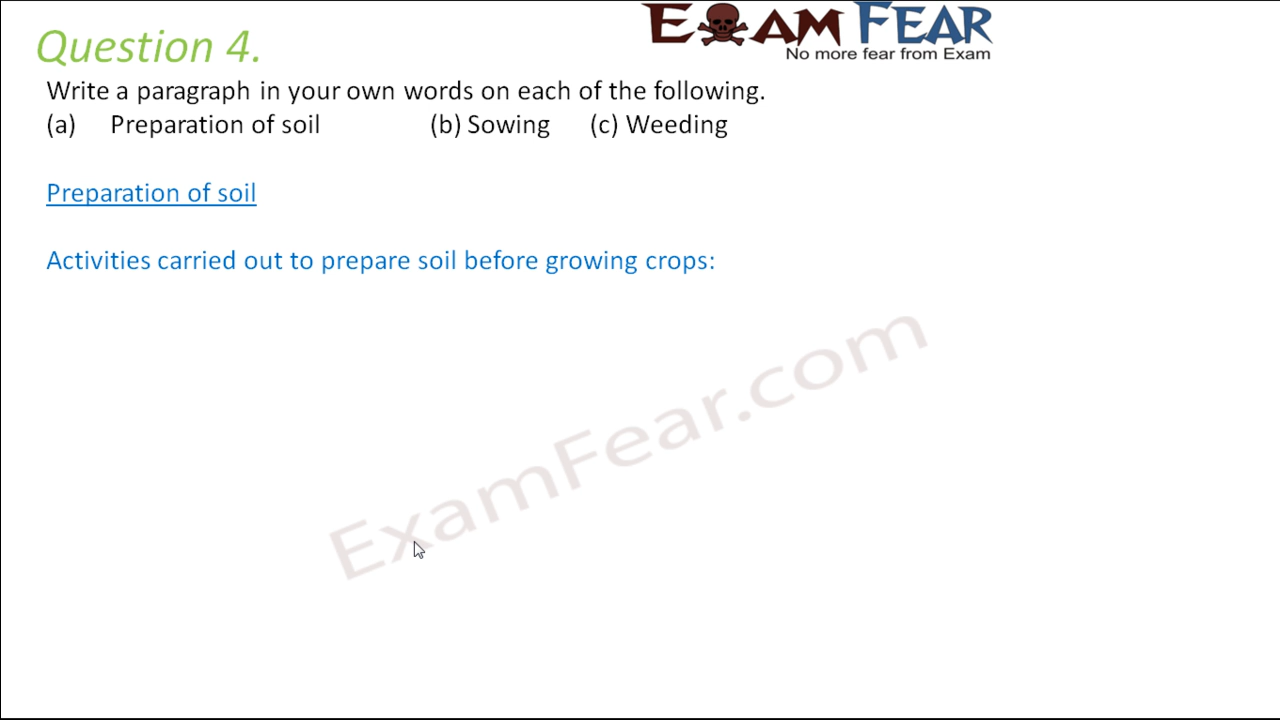 Question 4.
EXAM FEAR
No more fear from Exam
Write a paragraph in your own words on each of the following.
(a) Preparation of soil (b) Sowing (c) Weeding
Preparation of soil
Activities carried out to prepare soil before growing crops:
ExamFear.com